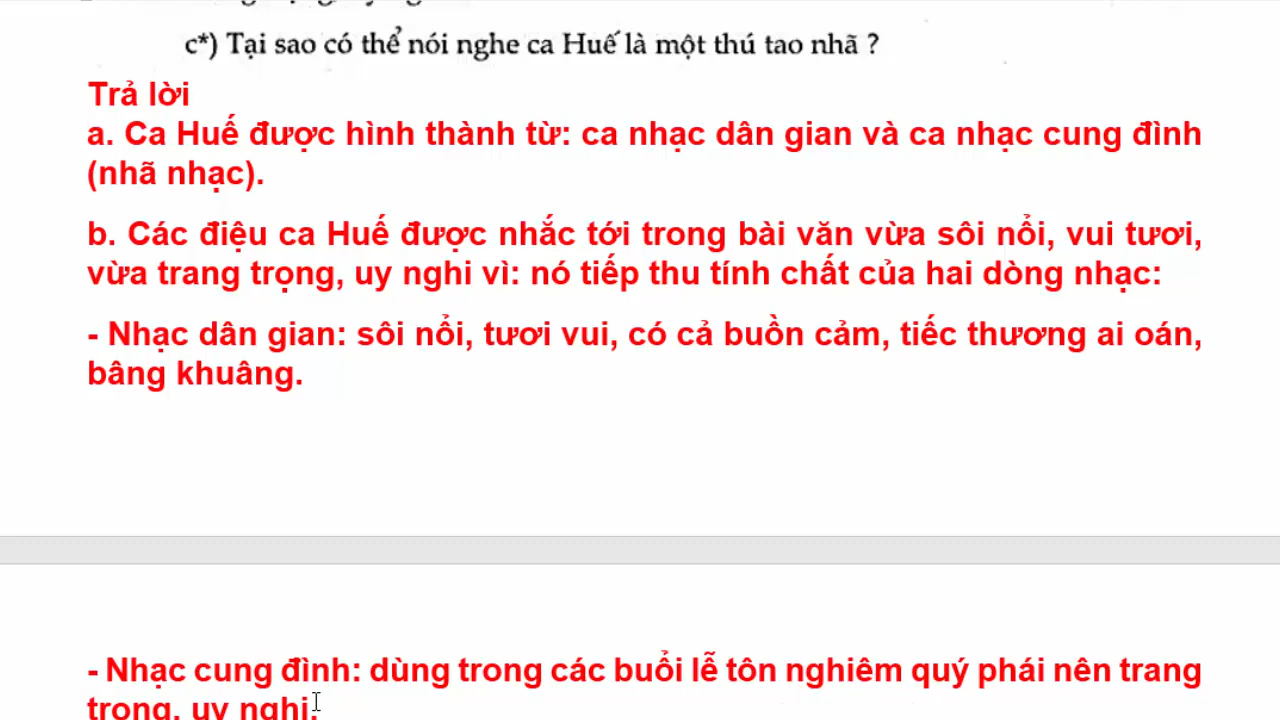 c*) Tại sao có thể nói nghe ca Huế là một thú tao nhã ?
Trả lời
a. Ca Huế được hình thành từ: ca nhạc dân gian và ca nhạc cung đình
(nhã nhạc).
b. Các điệu ca Huế được nhắc tới trong bài văn vừa sôi nổi, vui tươi,
vừa trang trọng, uy nghi vì: nó tiếp thu tính chất của hai dòng nhạc:
- Nhạc dân gian: sôi nổi, tươi vui, có cả buồn cảm, tiếc thương ai oán,
bâng khuâng.
- Nhạc cung đình: dùng trong các buổi lễ tôn nghiêm quý phái nên trang
trọng, uy nghi.